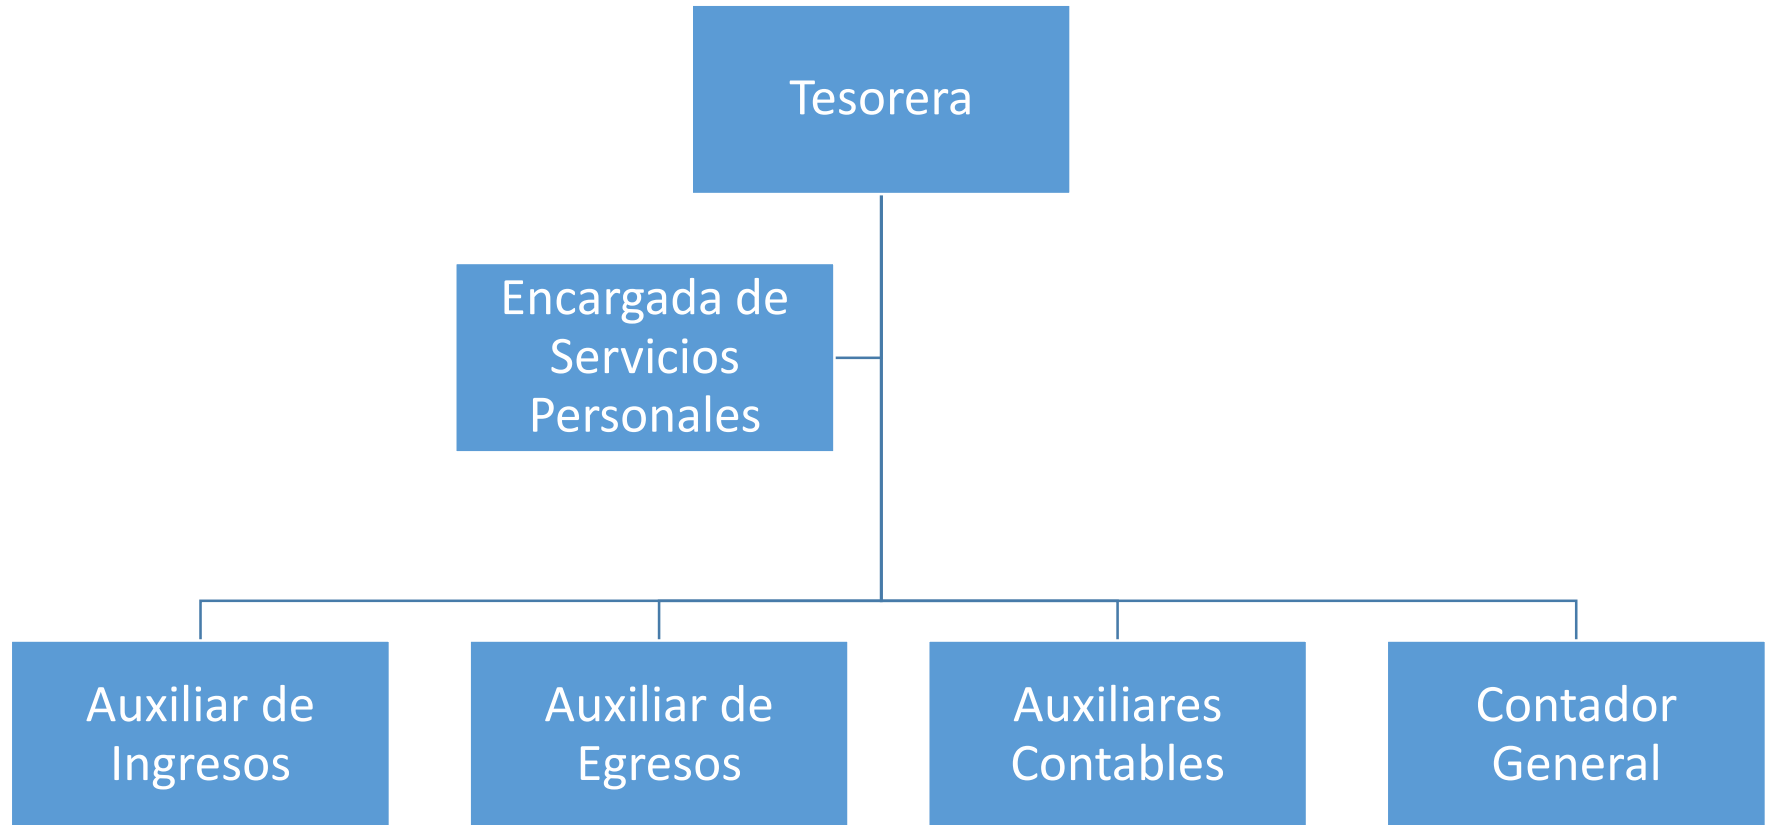 Tesorera
Encargada de
Servicios
Personales
Auxiliar de
Ingresos
Auxiliar de
Egresos
Auxiliares
Contables
Contador
General